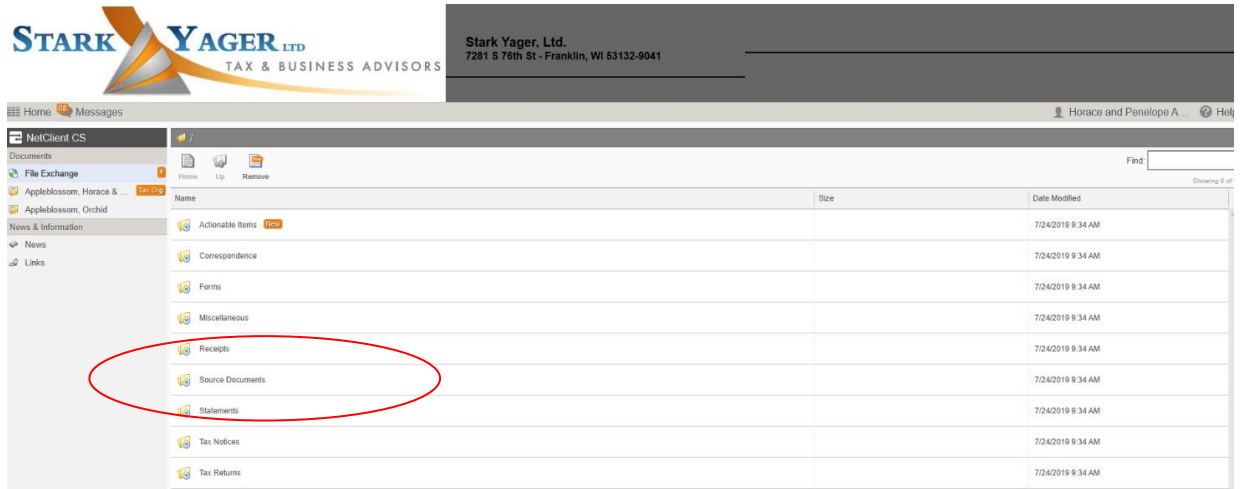 STARK YAGER LTD
TAX & BUSINESS ADVISORS
Stark Yager, Ltd.
7281 S 76th St - Franklin, WI 53132-9041
Home Messages
Horace and Penelope A... Help
NetClient CS
/
Documents
File Exchange 4
Appleblossom, Horace & ... Tax Org
Appleblossom, Orchid
News & Information
News
Links
Home Up Remove
Find:
Showing 9 of
Name Size Date Modified
Actionable Items New 7/24/2019 9:34 AM
Correspondence 7/24/2019 9:34 AM
Forms 7/24/2019 9:34 AM
Miscellaneous 7/24/2019 9:34 AM
Receipts 7/24/2019 9:34 AM
Source Documents 7/24/2019 9:34 AM
Statements 7/24/2019 9:34 AM
Tax Notices 7/24/2019 9:34 AM
Tax Returns 7/24/2019 9:34 AM